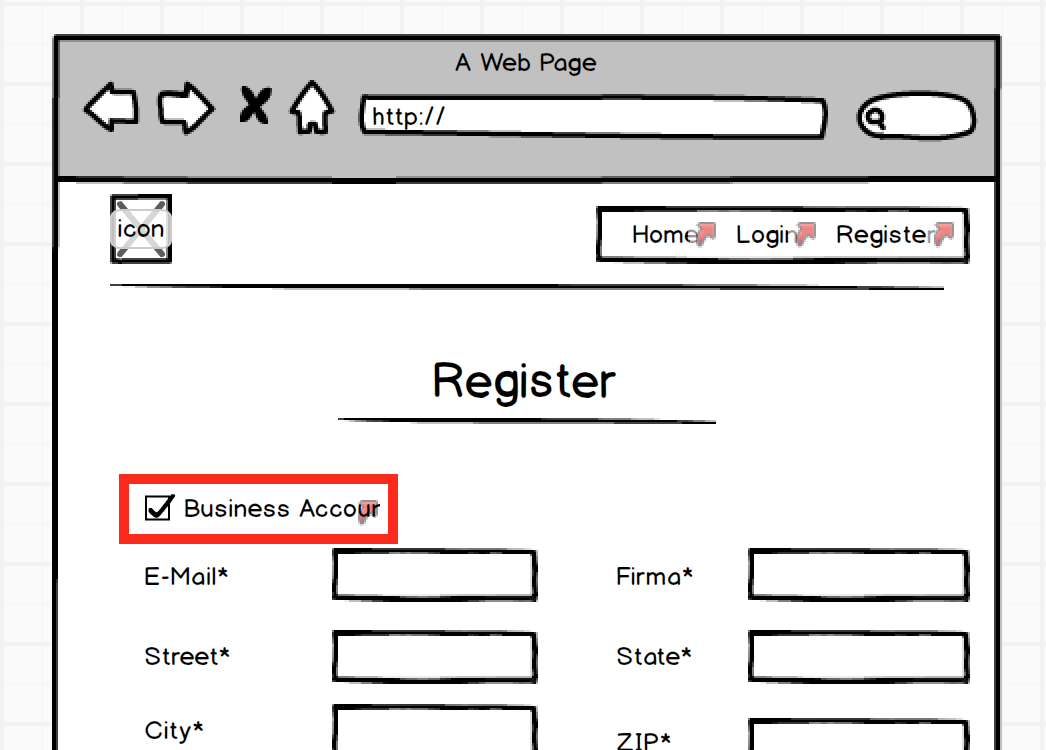 A Web Page
http://
icon
Home Login Register
Register
Business Accour
E-Mail* Firma*
Street* State*
City* ZIP*